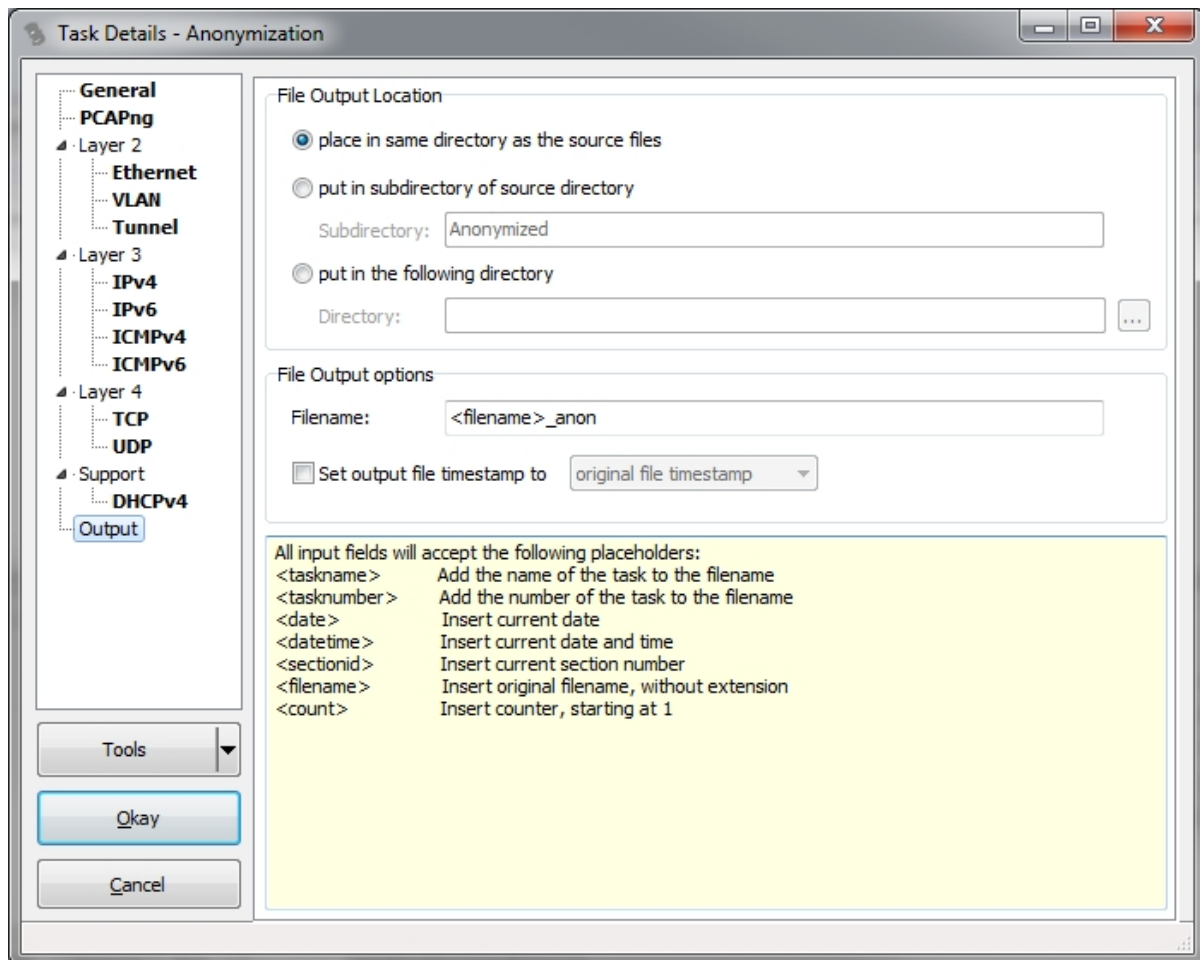 Task Details - Anonymization
General
PCAPng
Layer 2
Ethernet
VLAN
Tunnel
Layer 3
IPv4
IPv6
ICMPv4
ICMPv6
Layer 4
TCP
UDP
Support
DHCPv4
Output
Tools
Okay
Cancel
File Output Location
place in same directory as the source files
put in subdirectory of source directory
Subdirectory: Anonymized
put in the following directory
Directory: ...
File Output options
Filename: <filename>_anon
Set output file timestamp to original file timestamp
All input fields will accept the following placeholders:
<taskname> Add the name of the task to the filename
<tasknumber> Add the number of the task to the filename
<date> Insert current date
<datetime> Insert current date and time
<sectionid> Insert current section number
<filename> Insert original filename, without extension
<count> Insert counter, starting at 1